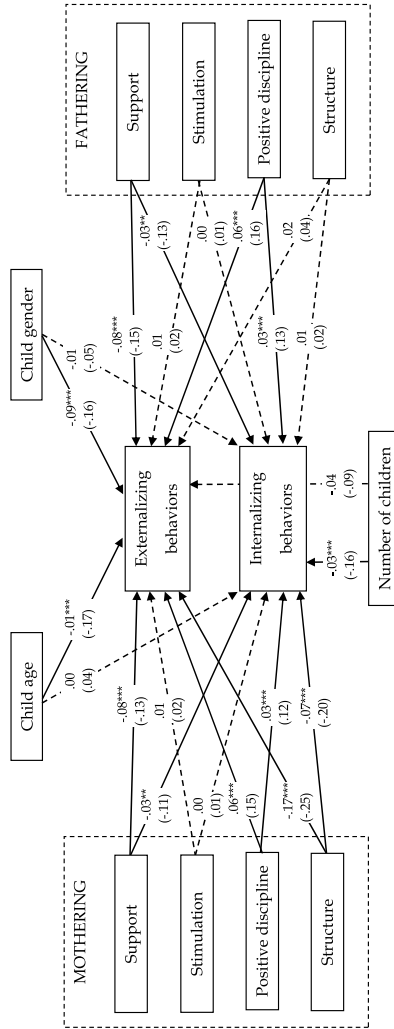 Child age
Child gender
MOTHERING
Support
Stimulation
Positive discipline
Structure
FATHERING
Support
Stimulation
Positive discipline
Structure
Externalizing
behaviors
Internalizing
behaviors
Number of children
-.01***
(-.17)
.00
(.04)
-.09***
(-.16)
-.01
(-.05)
-.08***
(-.13)
-.03**
(-.11)
.01
(.02)
.00
(.01)
.06***
(.15)
.03***
(.12)
-.17***
(-.25)
-.07***
(-.20)
-.08***
(-.15)
-.03**
(-.13)
.01
(.02)
.00
(.01)
.06***
(.16)
.03***
(.13)
.02
(.04)
.01
(.02)
-.03***
(-.16)
-.04
(-.09)